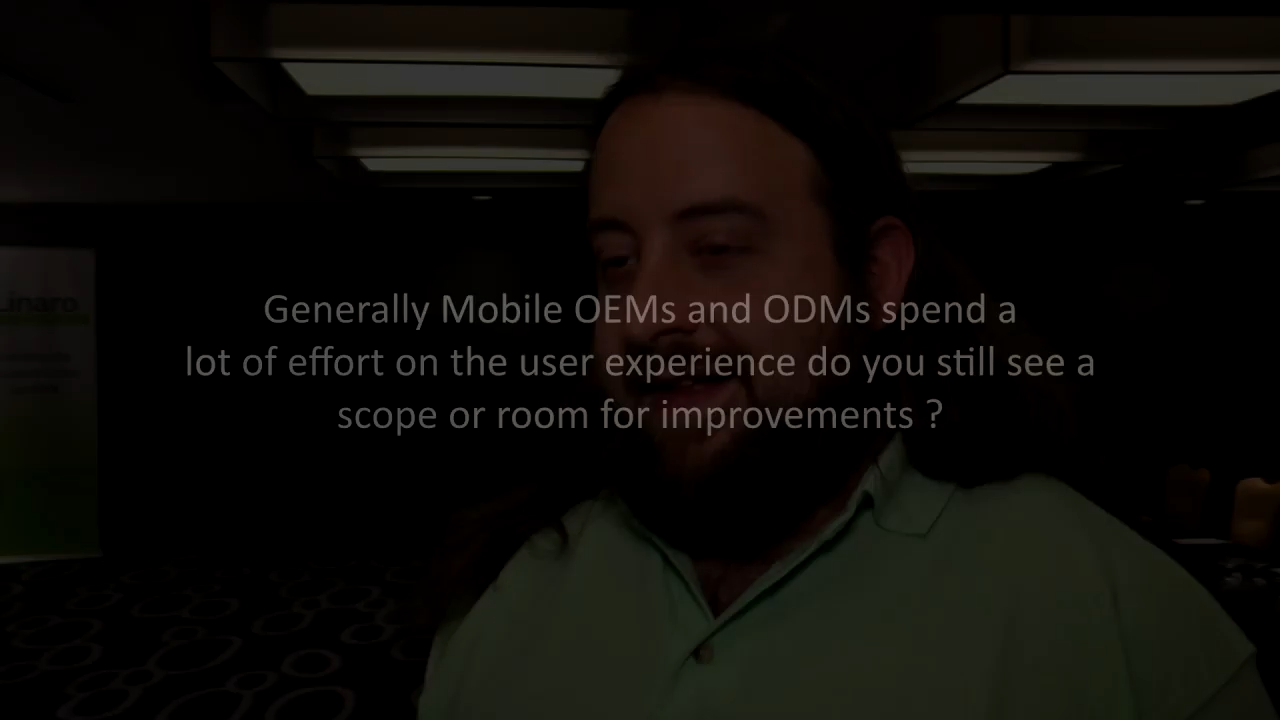 Linaro
Generally Mobile OEMs and ODMs spend a
lot of effort on the user experience do you still see a
scope or room for improvements ?